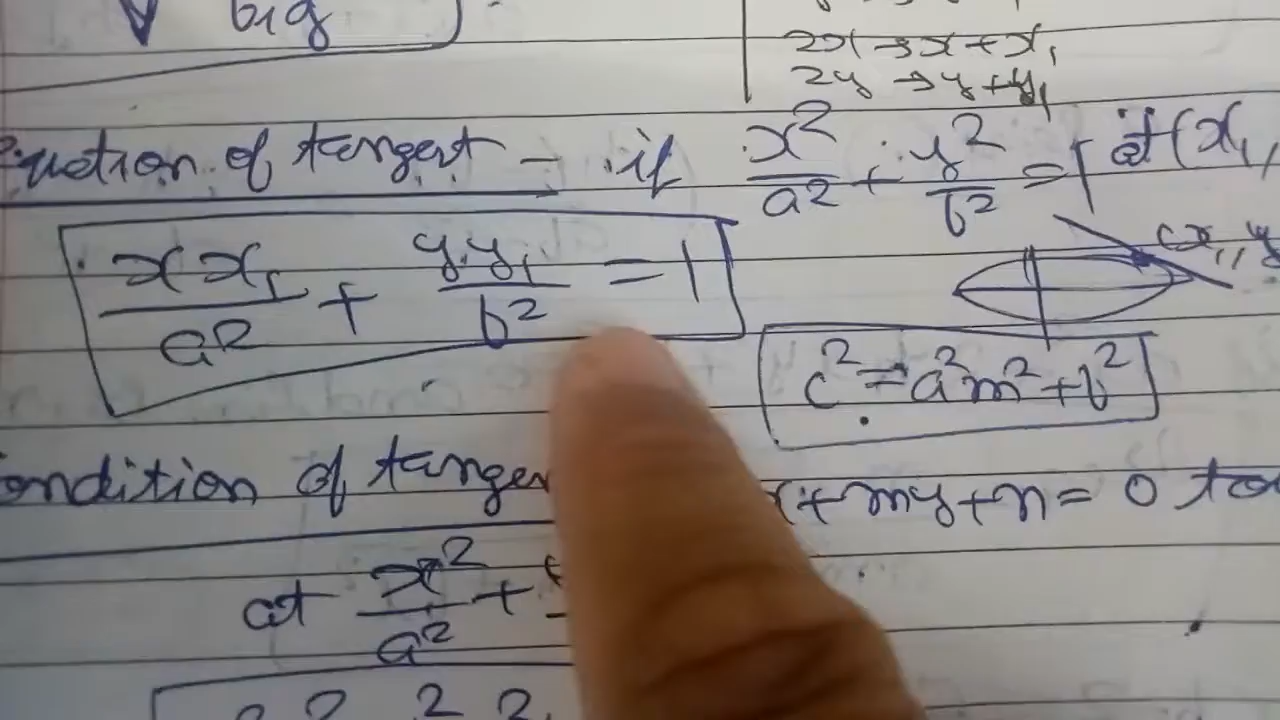 big
2x → x + x₁
2y → y + y₁
Equation of tangent - if x²/a² + y²/b² = 1 at (x₁,
xx₁/a² + yy₁/b² = 1
(x₁, y
c² = a²m² + b²
ondition of tangen x + my + n = 0 to
at x²/a² +